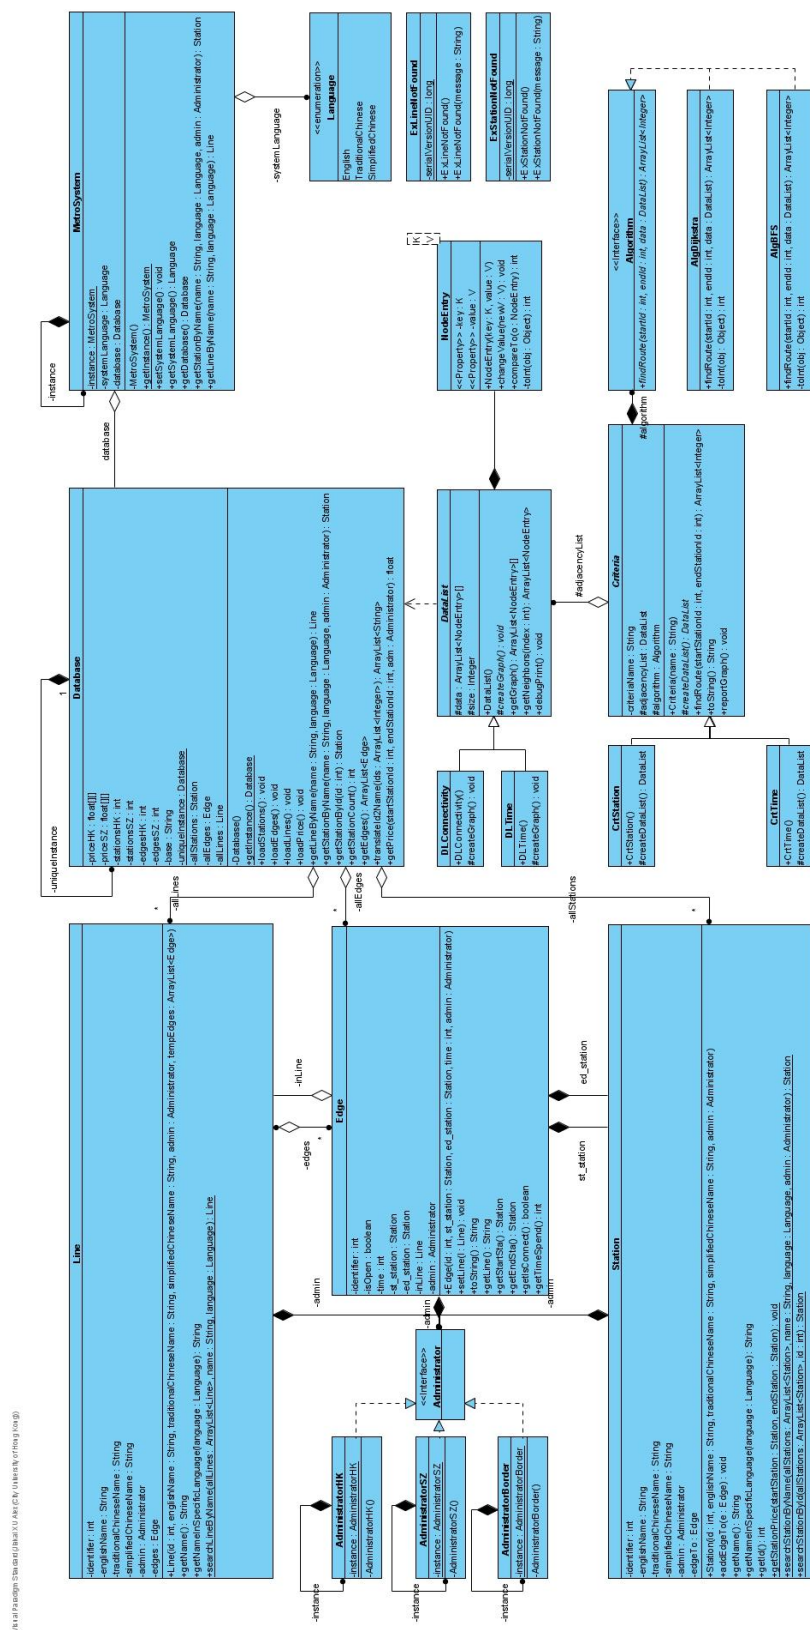 Visual Paradigm Standard(Jiakai XU Alex(City University of Hong Kong))
MetroSystem
-instance : MetroSystem
-systemLanguage : Language
-database : Database
-MetroSystem()
+getInstance() : MetroSystem
+setSystemLanguage() : void
+getSystemLanguage() : Language
+getDatabase() : Database
+getStationByName(name : String, language : Language, admin : Administrator) : Station
+getLineByName(name : String, language : Language) : Line
-instance
-systemLanguage
<<enumeration>>
Language
English
TraditionalChinese
SimplifiedChinese
ExLineNotFound
-serialVersionUID : long
+ExLineNotFound()
+ExLineNotFound(message : String)
ExStationNotFound
-serialVersionUID : long
+ExStationNotFound()
+ExStationNotFound(message : String)
database
Database
-priceHK : float[][]
-priceSZ : float[][]
-stationsHK : int
-stationsSZ : int
-edgesHK : int
-edgesSZ : int
-base : String
-uniqueInstance : Database
-allStations : Station
-allEdges : Edge
-allLines : Line
-Database()
+getInstance() : Database
+loadStations() : void
+loadEdges() : void
+loadLines() : void
+loadPrice() : void
+getLineByName(name : String, language : Language) : Line
+getStationByName(name : String, language : Language, admin : Administrator) : Station
+getStationById(id : int) : Station
+getStationCount() : int
+getEdges() : ArrayList<Edge>
+translateId2Name(ids : ArrayList<Integer>) : ArrayList<String>
+getPrice(startStationId : int, endStationId : int, adm : Administrator) : float
-uniqueInstance
1
NodeEntry
K
V
<<Property>> -key : K
<<Property>> -value : V
+NodeEntry(key : K, value : V)
+changeValue(newV : V) : void
+compareTo(o : NodeEntry) : int
-toInt(obj : Object) : int
DataList
#data : ArrayList<NodeEntry>[]
#size : Integer
+DataList()
#createGraph() : void
+getGraph() : ArrayList<NodeEntry>[]
+getNeighbors(index : int) : ArrayList<NodeEntry>
+debugPrint() : void
DLConnectivity
+DLConnectivity()
#createGraph() : void
DLTime
+DLTime()
#createGraph() : void
#adjacencyList
<<Interface>>
Algorithm
+findRoute(startId : int, endId : int, data : DataList) : ArrayList<Integer>
AlgDijkstra
+findRoute(startId : int, endId : int, data : DataList) : ArrayList<Integer>
-toInt(obj : Object) : int
AlgBFS
+findRoute(startId : int, endId : int, data : DataList) : ArrayList<Integer>
-toInt(obj : Object) : int
#algorithm
Criteria
-criteriaName : String
#adjacencyList : DataList
#algorithm : Algorithm
+Criteria(name : String)
#createDataList() : DataList
+findRoute(startStationId : int, endStationId : int) : ArrayList<Integer>
+toString() : String
+reportGraph() : void
CrtStation
+CrtStation()
#createDataList() : DataList
CrtTime
+CrtTime()
#createDataList() : DataList
-allLines
*
-allEdges
*
-allStations
*
Line
-identifer : int
-englishName : String
-traditionalChineseName : String
-simplifiedChineseName : String
-admin : Administrator
-edges : Edge
+Line(id : int, englishName : String, traditionalChineseName : String, simplifiedChineseName : String, admin : Administrator, tempEdges : ArrayList<Edge>)
+getName() : String
+getNameinSpecificLanguage(language : Language) : String
+searchLineByName(allLines : ArrayList<Line>, name : String, language : Language) : Line
-inLine
-edges
*
Edge
-identifier : int
-isOpen : boolean
-time : int
-st_station : Station
-ed_station : Station
-inLine : Line
-admin : Administrator
+Edge(id : int, st_station : Station, ed_station : Station, time : int, admin : Administrator)
+setLine(l : Line) : void
+toString() : String
+getLine() : String
+getStartSta() : Station
+getEndSta() : Station
+getIsConnect() : boolean
+getTimeSpend() : int
ed_station
st_station
-admin
-admin
-admin
<<Interface>>
Administrator
AdministratorHK
-instance : AdministratorHK
-AdministratorHK()
-instance
AdministratorSZ
-instance : AdministratorSZ
-AdministratorSZ()
-instance
AdministratorBorder
-instance : AdministratorBorder
-AdministratorBorder()
-instance
Station
-identifier : int
-englishName : String
-traditionalChineseName : String
-simplifiedChineseName : String
-admin : Administrator
-edgeTo : Edge
+Station(id : int, englishName : String, traditionalChineseName : String, simplifiedChineseName : String, admin : Administrator)
+addEdgeTo(e : Edge) : void
+getName() : String
+getNameinSpecificLanguage(language : Language) : String
+getId() : int
+getStationPrice(startStation : Station, endStation : Station) : void
+searchStationByName(allStations : ArrayList<Station>, name : String, language : Language, admin : Administrator) : Station
+searchStationById(allStations : ArrayList<Station>, id : int) : Station